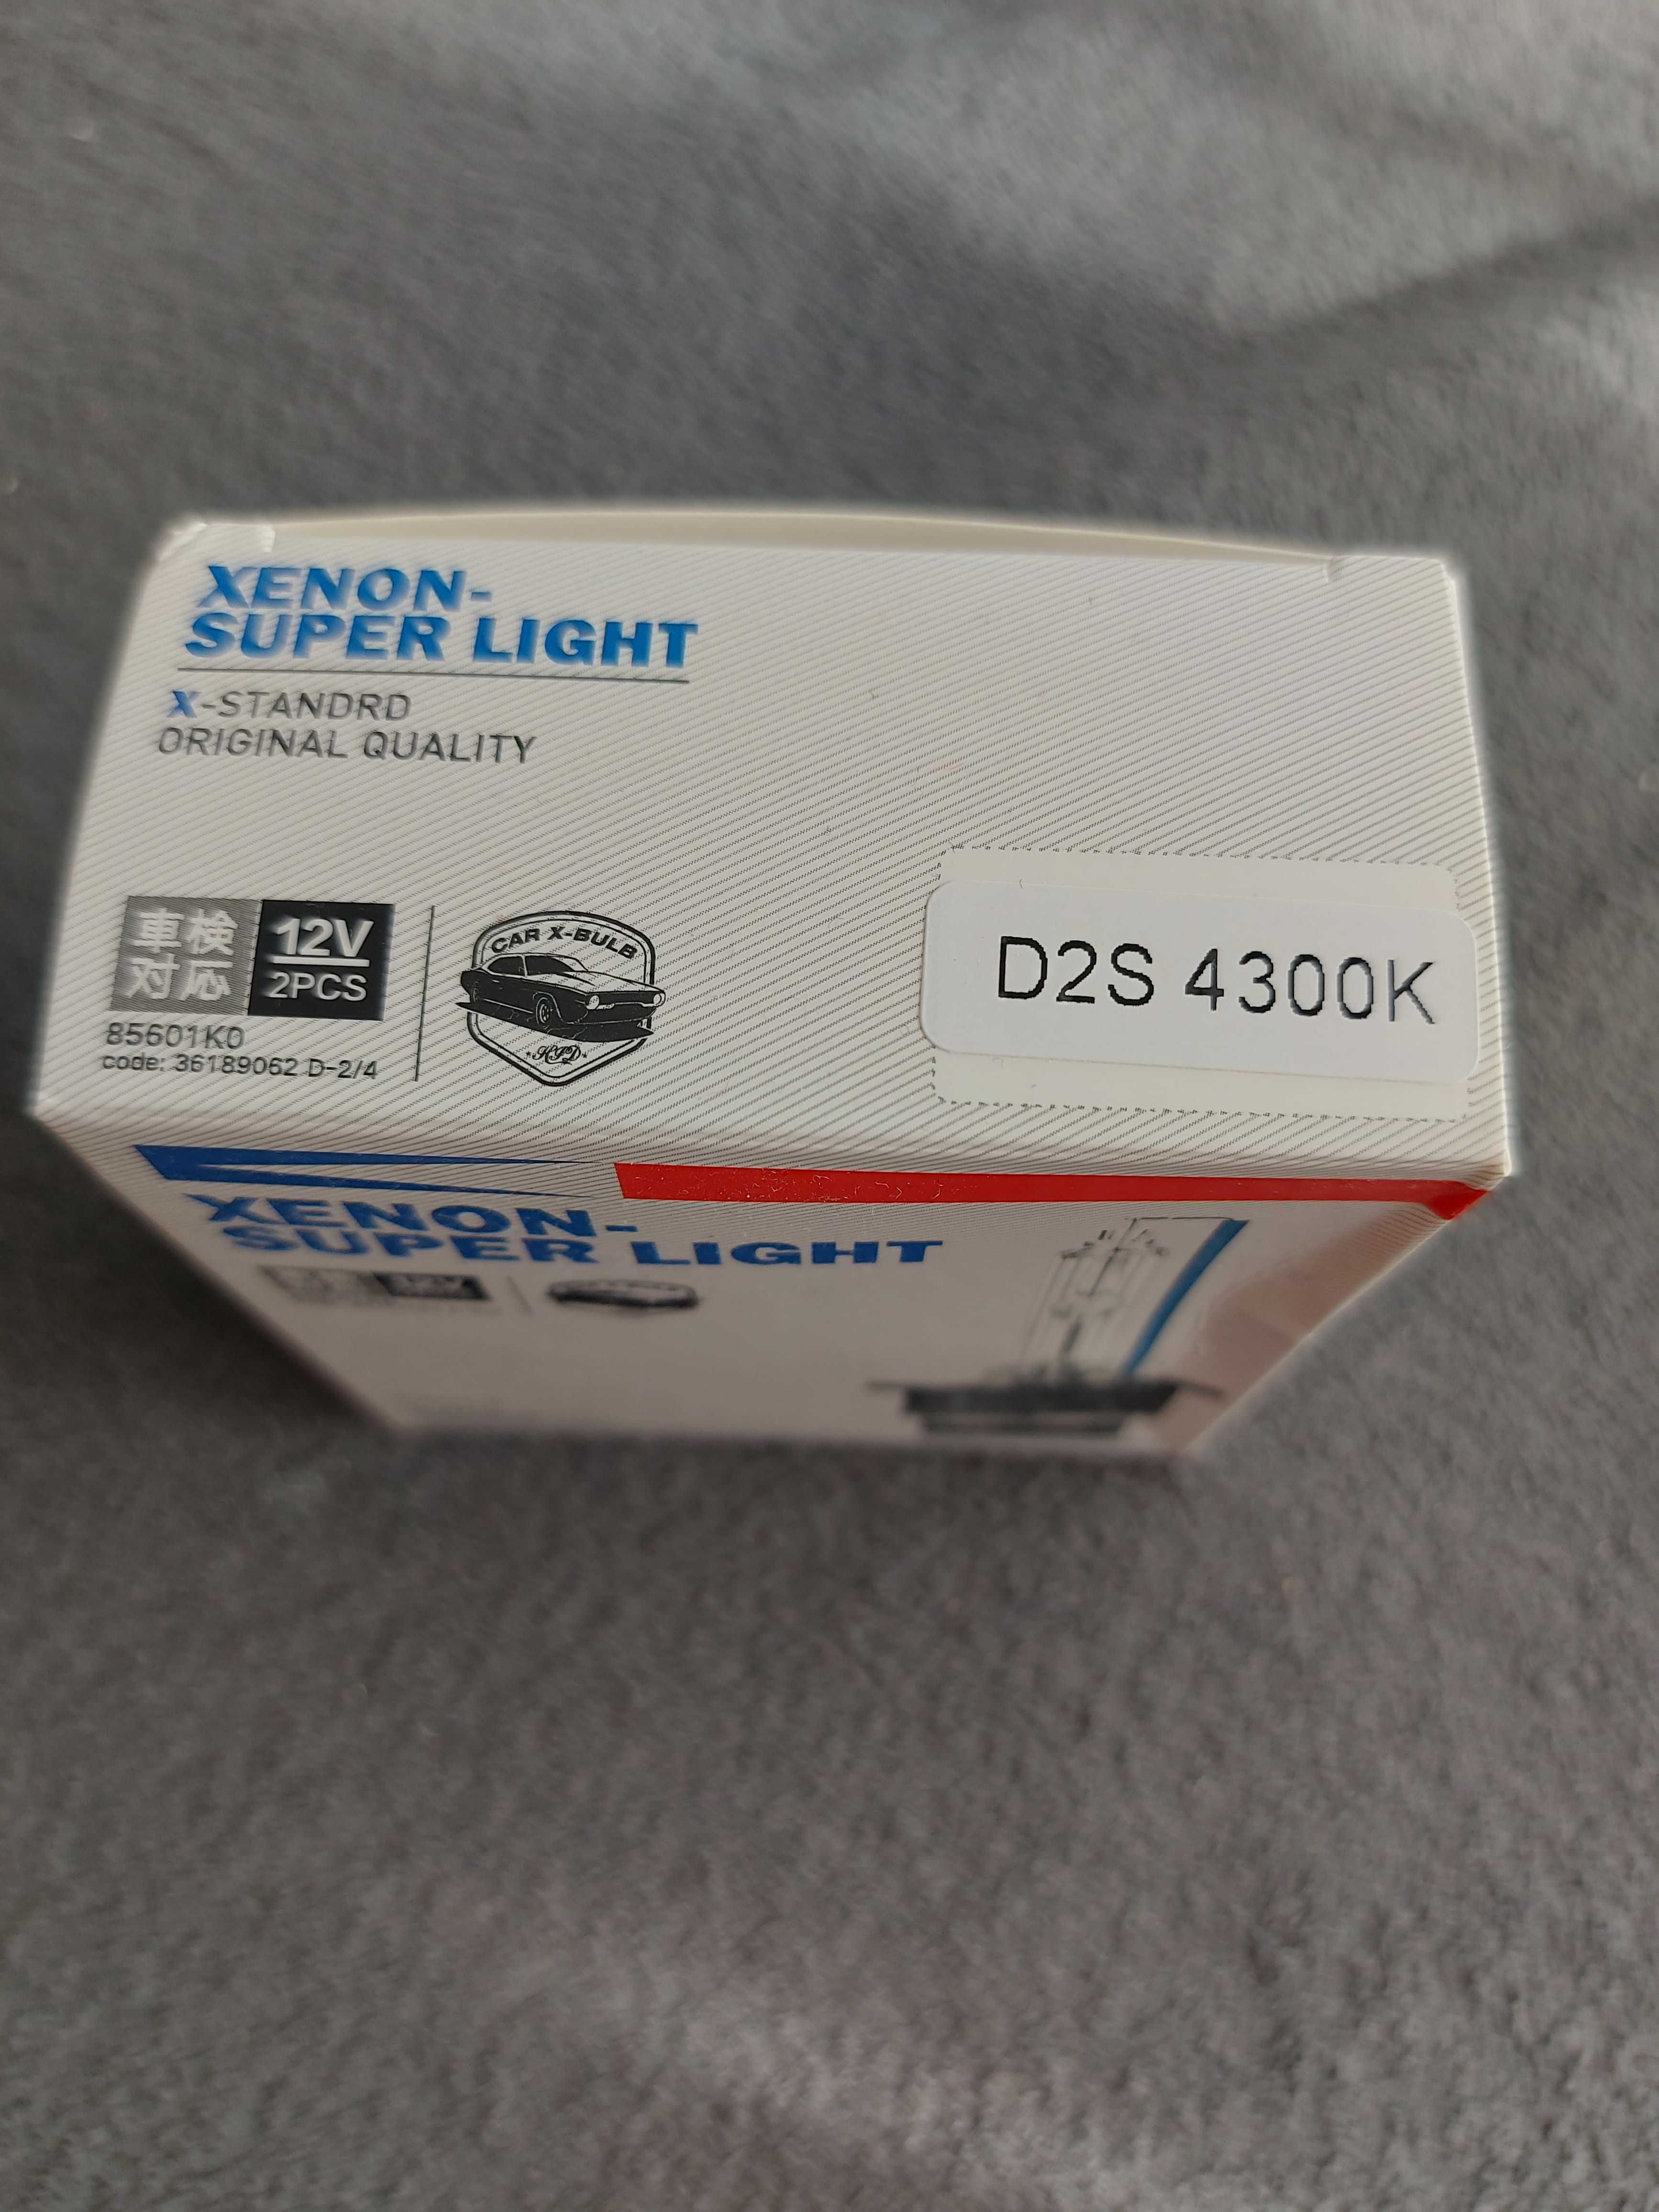 XENON-
SUPER LIGHT
X-STANDRD
ORIGINAL QUALITY
車検
対応
12V
2PCS
85601K0
code: 36189062 D-2/4
CAR X-BULB
HID
D2S 4300K
XENON-
SUPER LIGHT